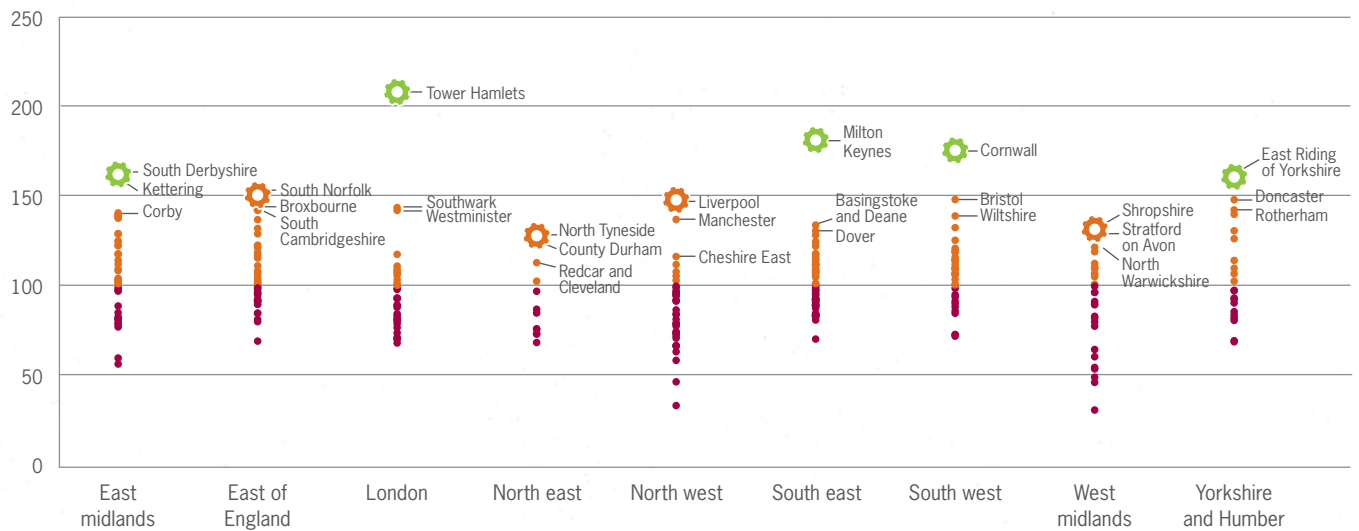 250
200
150
100
50
0
South Derbyshire
Kettering
Corby
South Norfolk
Broxbourne
South
Cambridgeshire
Tower Hamlets
Southwark
Westminister
North Tyneside
County Durham
Redcar and
Cleveland
Liverpool
Manchester
Cheshire East
Milton
Keynes
Basingstoke
and Deane
Dover
Cornwall
Bristol
Wiltshire
Shropshire
Stratford
on Avon
North
Warwickshire
East Riding
of Yorkshire
Doncaster
Rotherham
East
midlands
East of
England
London
North east
North west
South east
South west
West
midlands
Yorkshire
and Humber